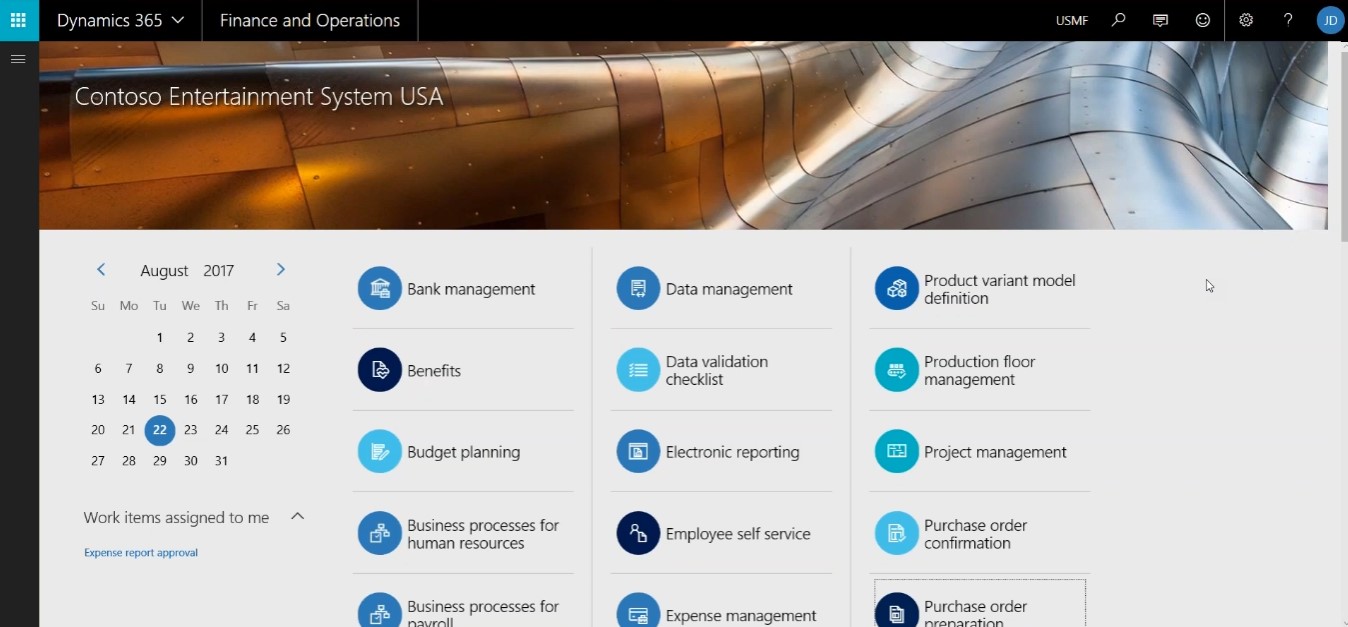 Dynamics 365
Finance and Operations
USMF
?
JD
Contoso Entertainment System USA
August 2017
Su Mo Tu We Th Fr Sa
1 2 3 4 5
6 7 8 9 10 11 12
13 14 15 16 17 18 19
20 21 22 23 24 25 26
27 28 29 30 31
Work items assigned to me
Expense report approval
Bank management
Benefits
Budget planning
Business processes for
human resources
Business processes for
payroll
Data management
Data validation
checklist
Electronic reporting
Employee self service
Expense management
Product variant model
definition
Production floor
management
Project management
Purchase order
confirmation
Purchase order
preparation